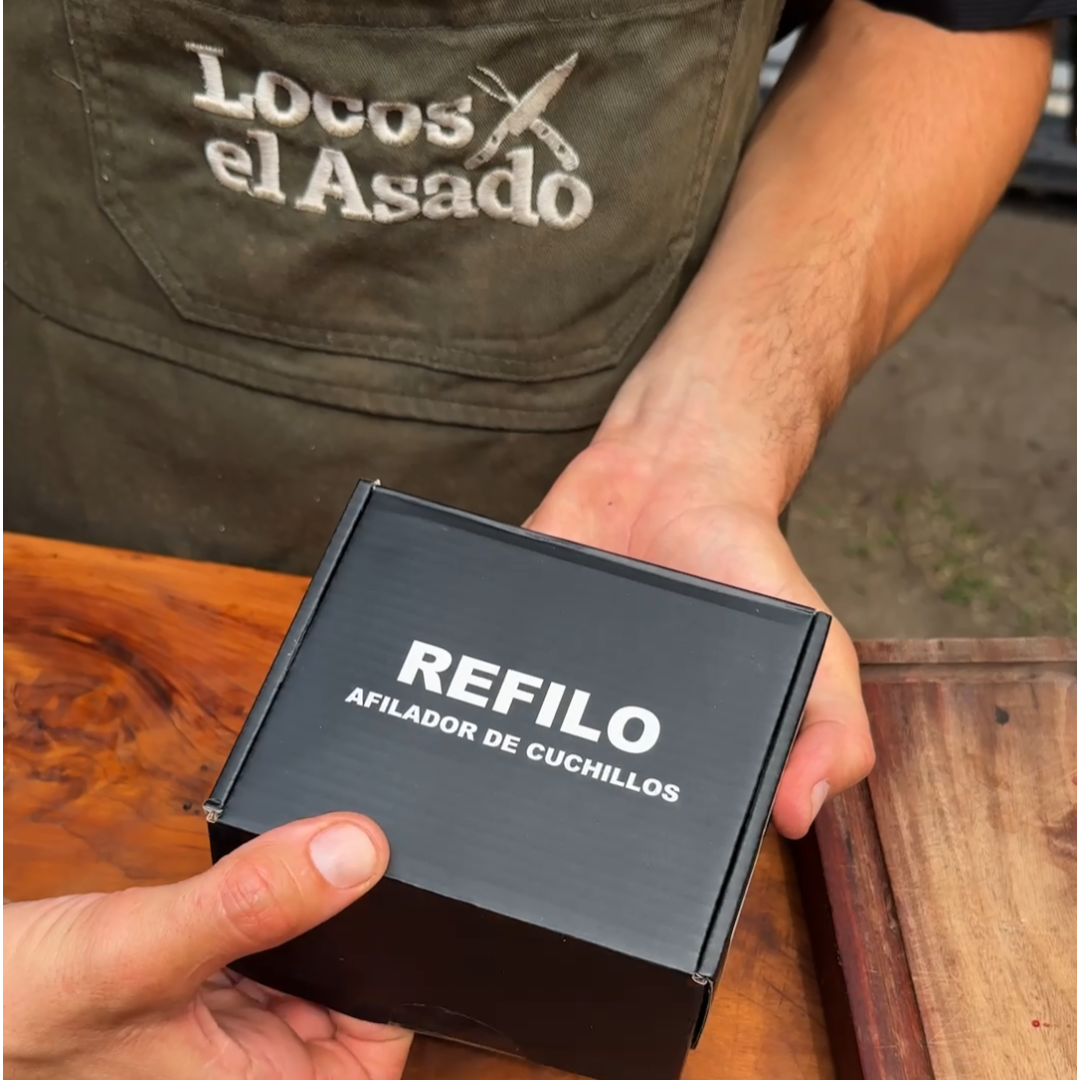 Locos
el Asado
REFILO
AFILADOR DE CUCHILLOS